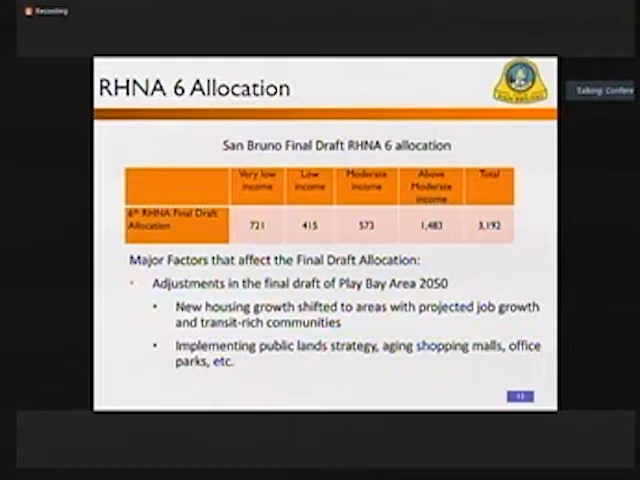 Recording
RHNA 6 Allocation
SAN BRUNO
Talking: Confere
San Bruno Final Draft RHNA 6 allocation
Very low income
Low income
Moderate income
Above Moderate income
Total
6th RHNA Final Draft Allocation
721
415
573
1,483
3,192
Major Factors that affect the Final Draft Allocation:
• Adjustments in the final draft of Play Bay Area 2050
• New housing growth shifted to areas with projected job growth
and transit-rich communities
• Implementing public lands strategy, aging shopping malls, office
parks, etc.